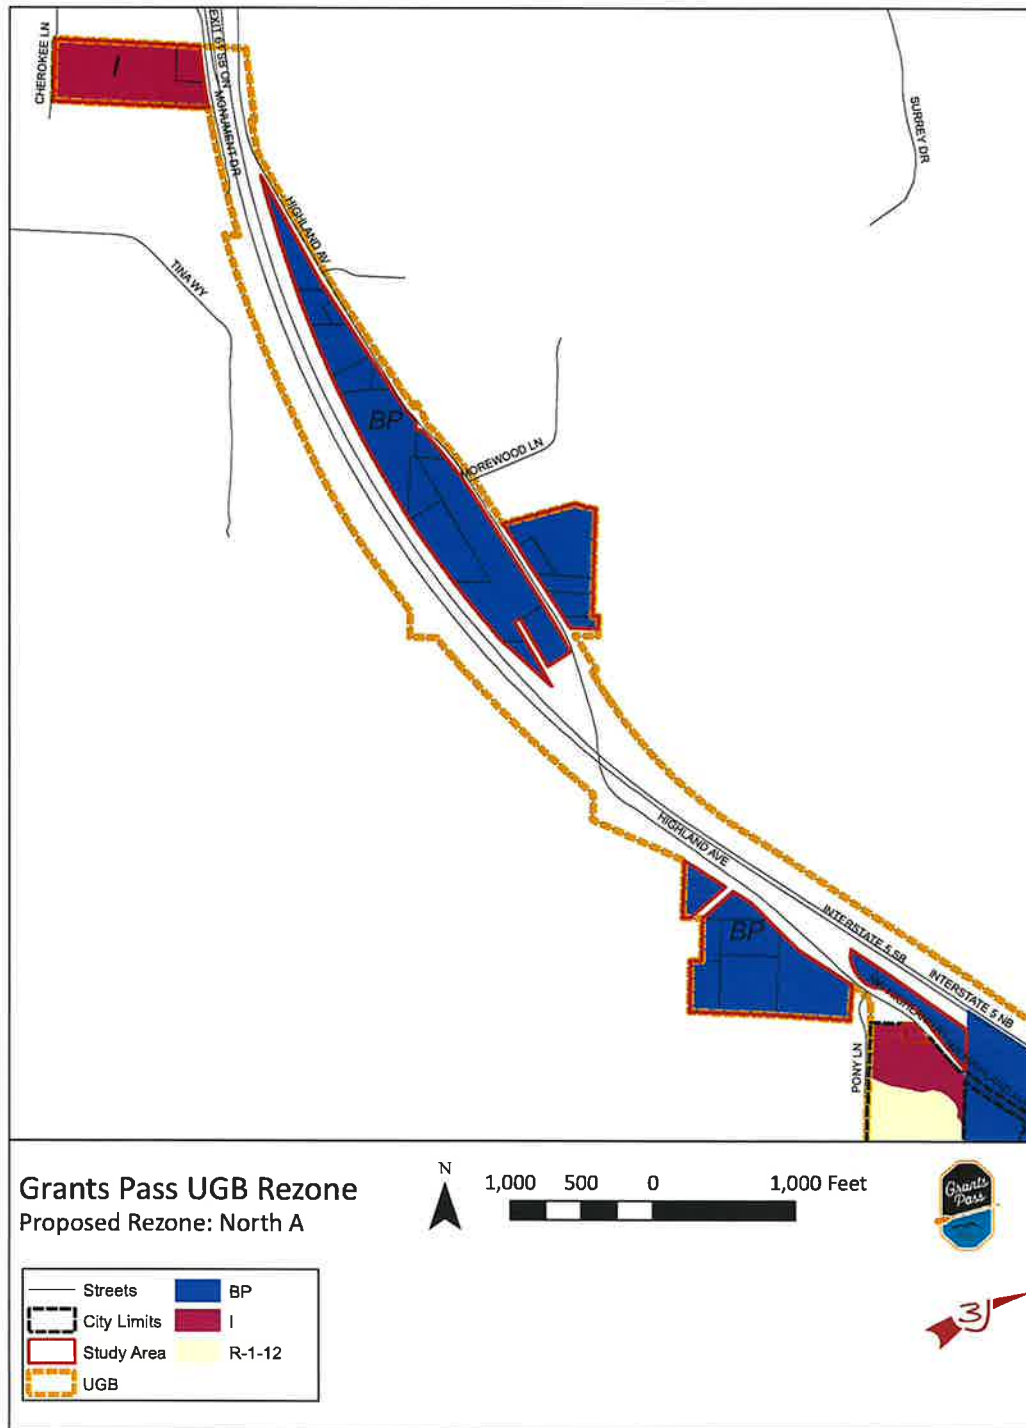 CHEROKEE LN
I
EXIT 61 SB ON
MONUMENT DR
SURREY DR
HIGHLAND AV
TINA WY
BP
MOREWOOD LN
HIGHLAND AVE
INTERSTATE 5 SB
INTERSTATE 5 NB
BP
PONY LN
Grants Pass UGB Rezone
Proposed Rezone: North A
N
1,000 500 0 1,000 Feet
Grants
Pass
3J
Streets BP
City Limits I
Study Area R-1-12
UGB